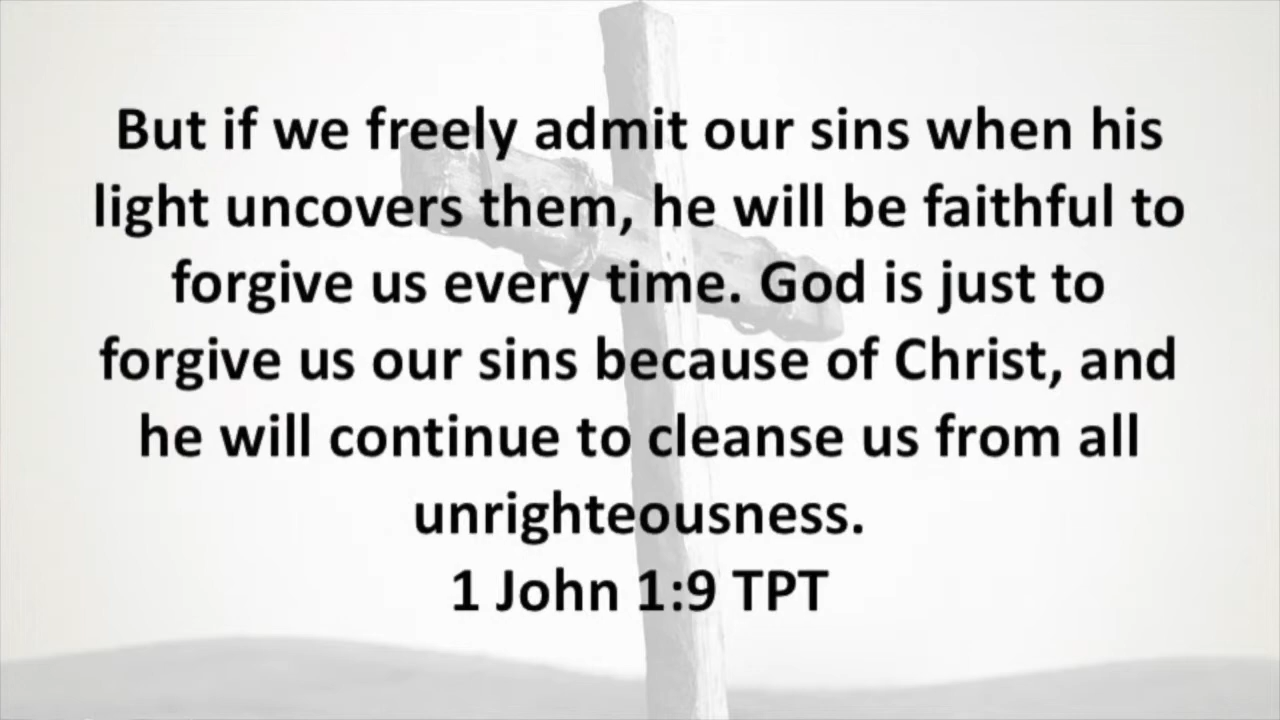 But if we freely admit our sins when his
light uncovers them, he will be faithful to
forgive us every time. God is just to
forgive us our sins because of Christ, and
he will continue to cleanse us from all
unrighteousness.
1 John 1:9 TPT